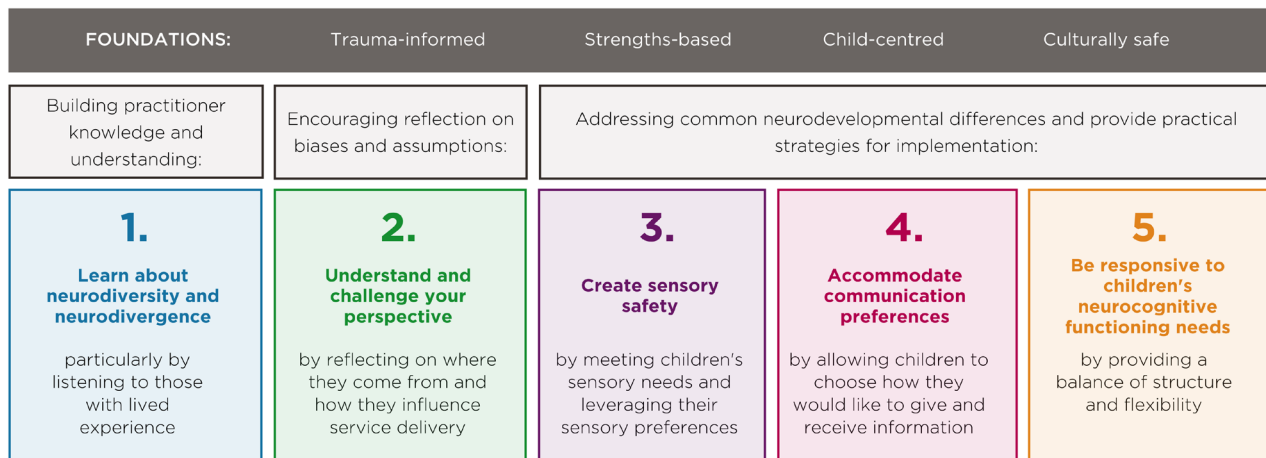 FOUNDATIONS: Trauma-informed Strengths-based Child-centred Culturally safe
Building practitioner
knowledge and
understanding:
Encouraging reflection on
biases and assumptions:
Addressing common neurodevelopmental differences and provide practical
strategies for implementation:
1.
Learn about
neurodiversity and
neurodivergence
particularly by
listening to those
with lived
experience
2.
Understand and
challenge your
perspective
by reflecting on where
they come from and
how they influence
service delivery
3.
Create sensory
safety
by meeting children's
sensory needs and
leveraging their
sensory preferences
4.
Accommodate
communication
preferences
by allowing children to
choose how they
would like to give and
receive information
5.
Be responsive to
children's
neurocognitive
functioning needs
by providing a
balance of structure
and flexibility